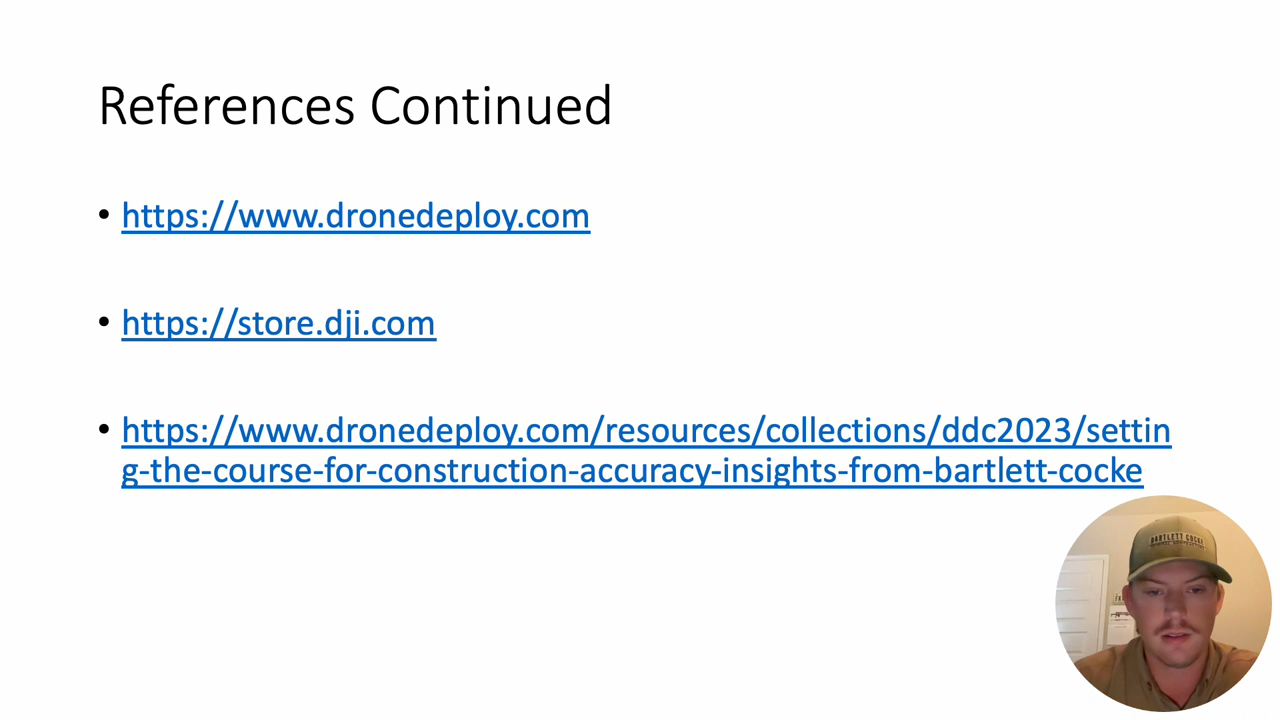 References Continued
• https://www.dronedeploy.com
• https://store.dji.com
• https://www.dronedeploy.com/resources/collections/ddc2023/settin
g-the-course-for-construction-accuracy-insights-from-bartlett-cocke
BARTLETT COCKE